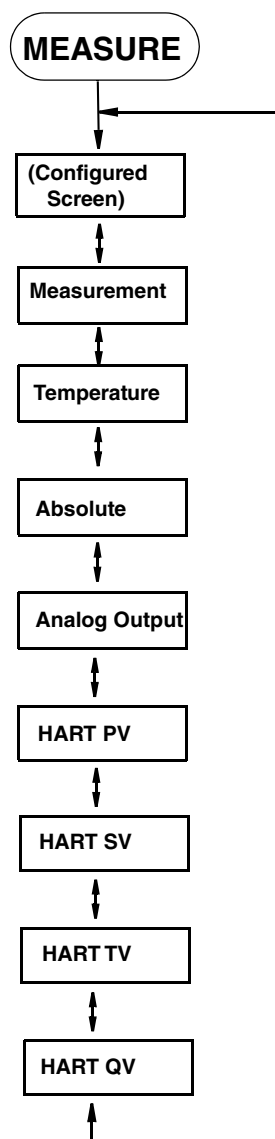 MEASURE
(Configured
Screen)
Measurement
Temperature
Absolute
Analog Output
HART PV
HART SV
HART TV
HART QV